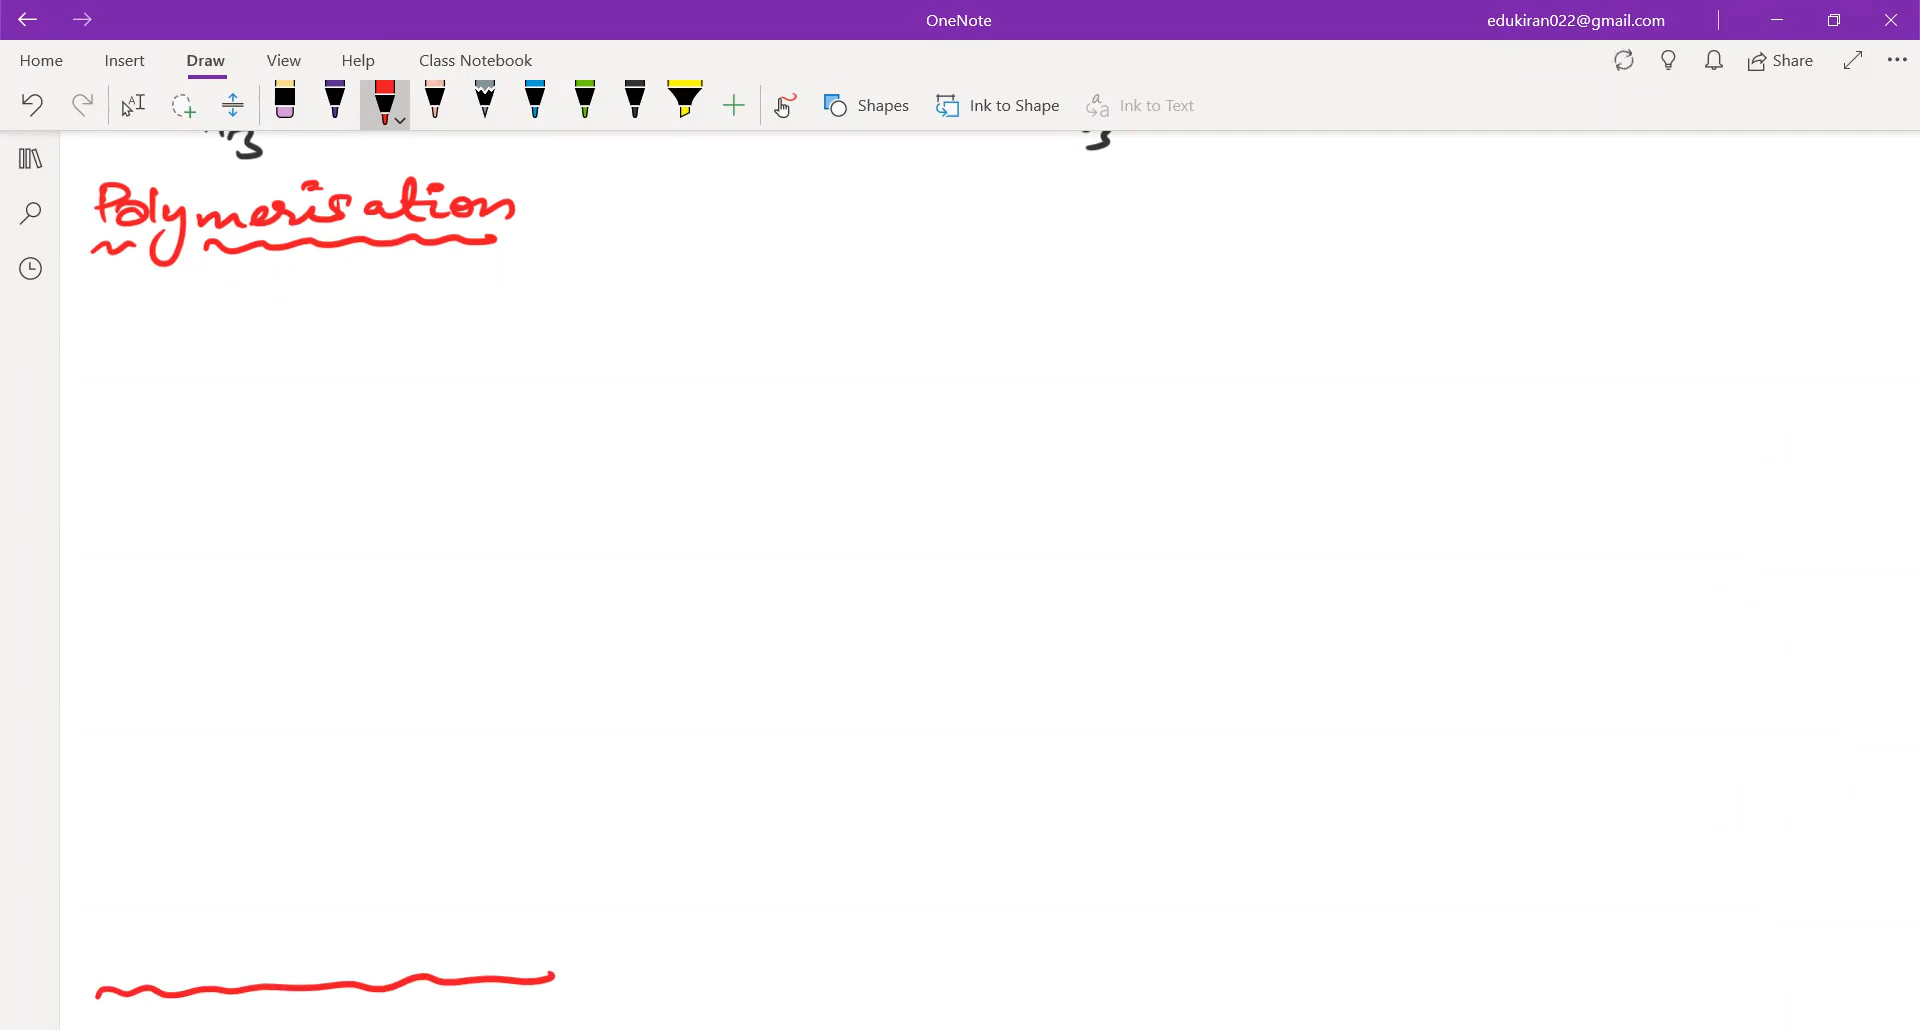 OneNote
edukiran022@gmail.com
Home Insert Draw View Help Class Notebook
Share
Shapes Ink to Shape Ink to Text
Polymerisation